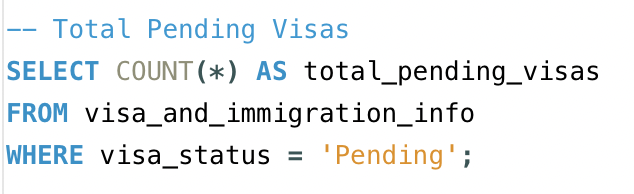 -- Total Pending Visas
SELECT COUNT(*) AS total_pending_visas
FROM visa_and_immigration_info
WHERE visa_status = 'Pending';